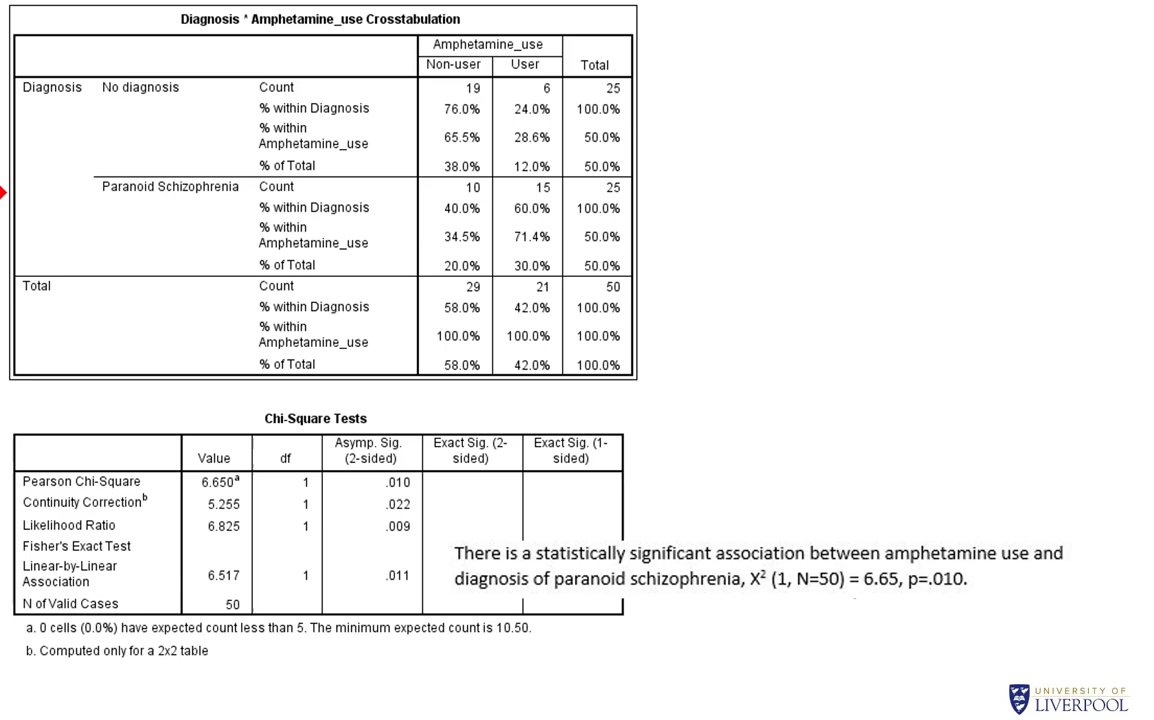 Diagnosis * Amphetamine_use Crosstabulation
Amphetamine_use
Non-user User Total
Diagnosis No diagnosis Count 19 6 25
% within Diagnosis 76.0% 24.0% 100.0%
% within
Amphetamine_use 65.5% 28.6% 50.0%
% of Total 38.0% 12.0% 50.0%
Paranoid Schizophrenia Count 10 15 25
% within Diagnosis 40.0% 60.0% 100.0%
% within
Amphetamine_use 34.5% 71.4% 50.0%
% of Total 20.0% 30.0% 50.0%
Total Count 29 21 50
% within Diagnosis 58.0% 42.0% 100.0%
% within
Amphetamine_use 100.0% 100.0% 100.0%
% of Total 58.0% 42.0% 100.0%
Chi-Square Tests
Value df Asymp. Sig. (2-sided) Exact Sig. (2-sided) Exact Sig. (1-sided)
Pearson Chi-Square 6.650a 1 .010
Continuity Correctionb 5.255 1 .022
Likelihood Ratio 6.825 1 .009
Fisher's Exact Test
Linear-by-Linear
Association 6.517 1 .011
N of Valid Cases 50
There is a statistically significant association between amphetamine use and
diagnosis of paranoid schizophrenia, X² (1, N=50) = 6.65, p=.010.
a. 0 cells (0.0%) have expected count less than 5. The minimum expected count is 10.50.
b. Computed only for a 2x2 table
UNIVERSITY OF
LIVERPOOL